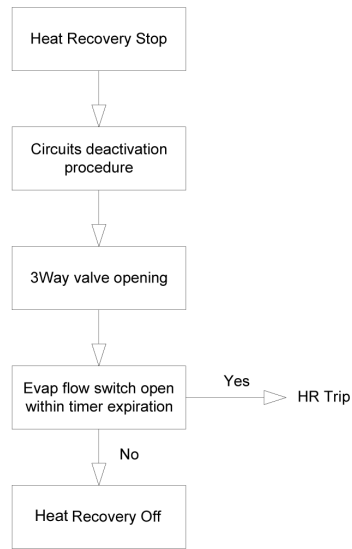 Heat Recovery Stop
Circuits deactivation
procedure
3Way valve opening
Evap flow switch open
within timer expiration
Yes
HR Trip
No
Heat Recovery Off